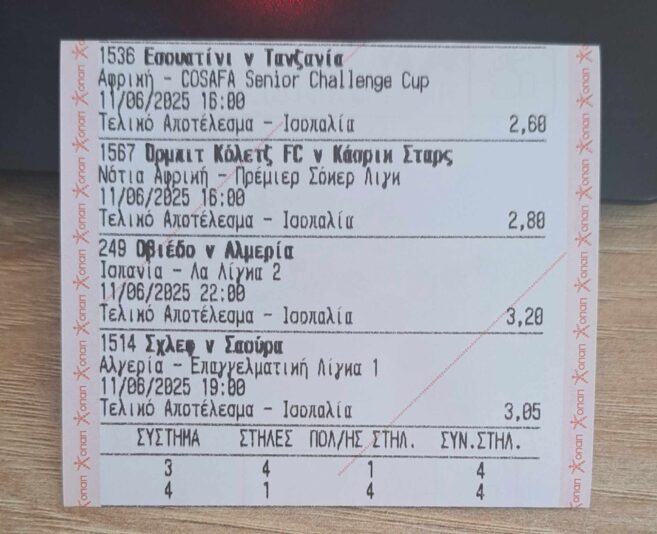 1536 Εσουατίνι v Τανζανία
Αφρική - COSAFA Senior Challenge Cup
11/06/2025 16:00
Τελικό Αποτέλεσμα - Ισοπαλία 2,60
1567 Ορμπιτ Κόλετζ FC v Κάσρικ Σταρς
Νότια Αφρική - Πρέμιερ Σόκερ Λιγκ
11/06/2025 16:00
Τελικό Αποτέλεσμα - Ισοπαλία 2,80
249 Οβιέδο v Αλμερία
Ισπανία - Λα Λίγκα 2
11/06/2025 22:00
Τελικό Αποτέλεσμα - Ισοπαλία 3,20
1514 Σχλεφ v Σαούρα
Αλγερία - Επαγγελματική Λίγκα 1
11/06/2025 19:00
Τελικό Αποτέλεσμα - Ισοπαλία 3,05
ΣΥΣΤΗΜΑ ΣΤΗΛΕΣ ΠΟΛ/ΗΣ ΣΤΗΛ. ΣΥΝ.ΣΤΗΛ.
3 4 1 4
4 1 4 4
οπαπ